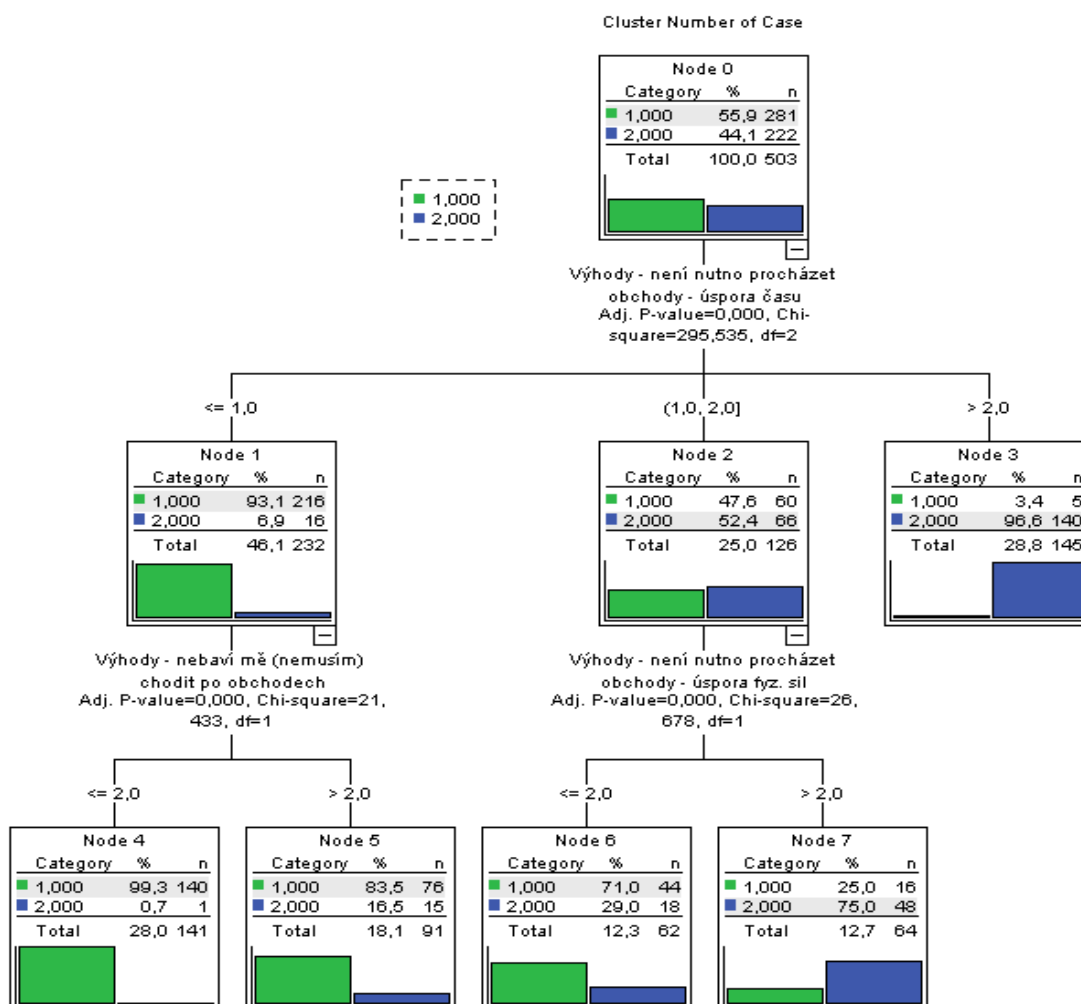 Cluster Number of Case
Node 0
Category % n
1,000 55,9 281
2,000 44,1 222
Total 100,0 503
1,000
2,000
Výhody - není nutno procházet
obchody - úspora času
Adj. P-value=0,000, Chi-
square=295,535, df=2
<= 1,0
(1,0, 2,0]
> 2,0
Node 1
Category % n
1,000 93,1 216
2,000 6,9 16
Total 46,1 232
Node 2
Category % n
1,000 47,6 60
2,000 52,4 66
Total 25,0 126
Node 3
Category % n
1,000 3,4 5
2,000 96,6 140
Total 28,8 145
Výhody - nebaví mě (nemusím)
chodit po obchodech
Adj. P-value=0,000, Chi-square=21,
433, df=1
Výhody - není nutno procházet
obchody - úspora fyz. sil
Adj. P-value=0,000, Chi-square=26,
678, df=1
<= 2,0
> 2,0
<= 2,0
> 2,0
Node 4
Category % n
1,000 99,3 140
2,000 0,7 1
Total 28,0 141
Node 5
Category % n
1,000 83,5 76
2,000 16,5 15
Total 18,1 91
Node 6
Category % n
1,000 71,0 44
2,000 29,0 18
Total 12,3 62
Node 7
Category % n
1,000 25,0 16
2,000 75,0 48
Total 12,7 64